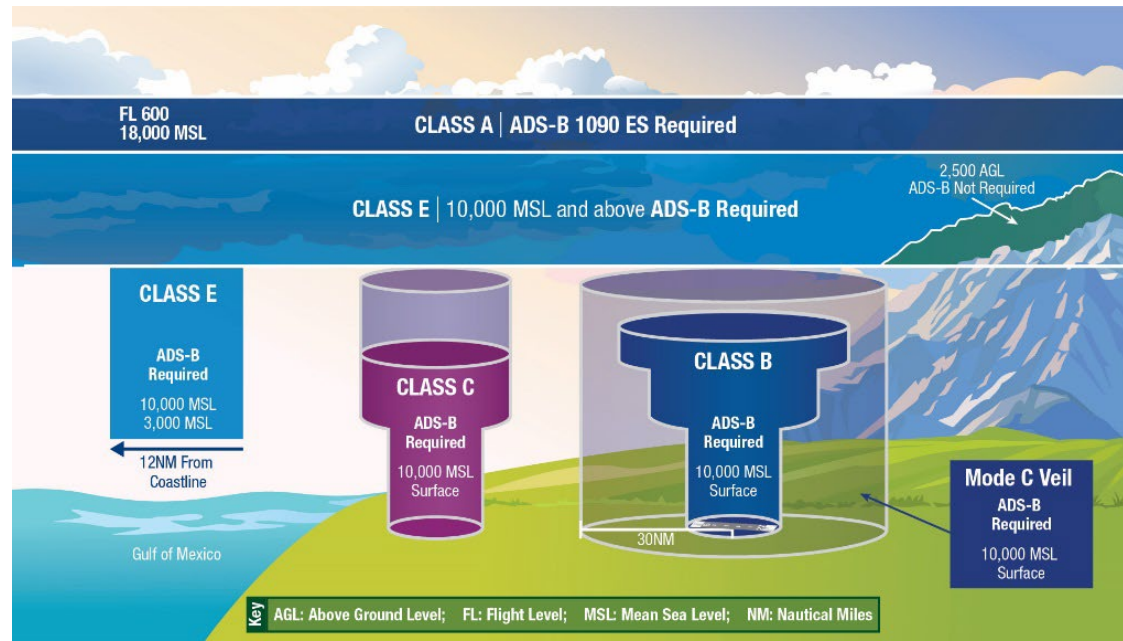 FL 600
18,000 MSL
CLASS A | ADS-B 1090 ES Required
2,500 AGL
ADS-B Not Required
CLASS E | 10,000 MSL and above ADS-B Required
CLASS E
ADS-B
Required
10,000 MSL
3,000 MSL
12NM From
Coastline
Gulf of Mexico
CLASS C
ADS-B
Required
10,000 MSL
Surface
CLASS B
ADS-B
Required
10,000 MSL
Surface
30NM
Mode C Veil
ADS-B
Required
10,000 MSL
Surface
Key
AGL: Above Ground Level; FL: Flight Level; MSL: Mean Sea Level; NM: Nautical Miles